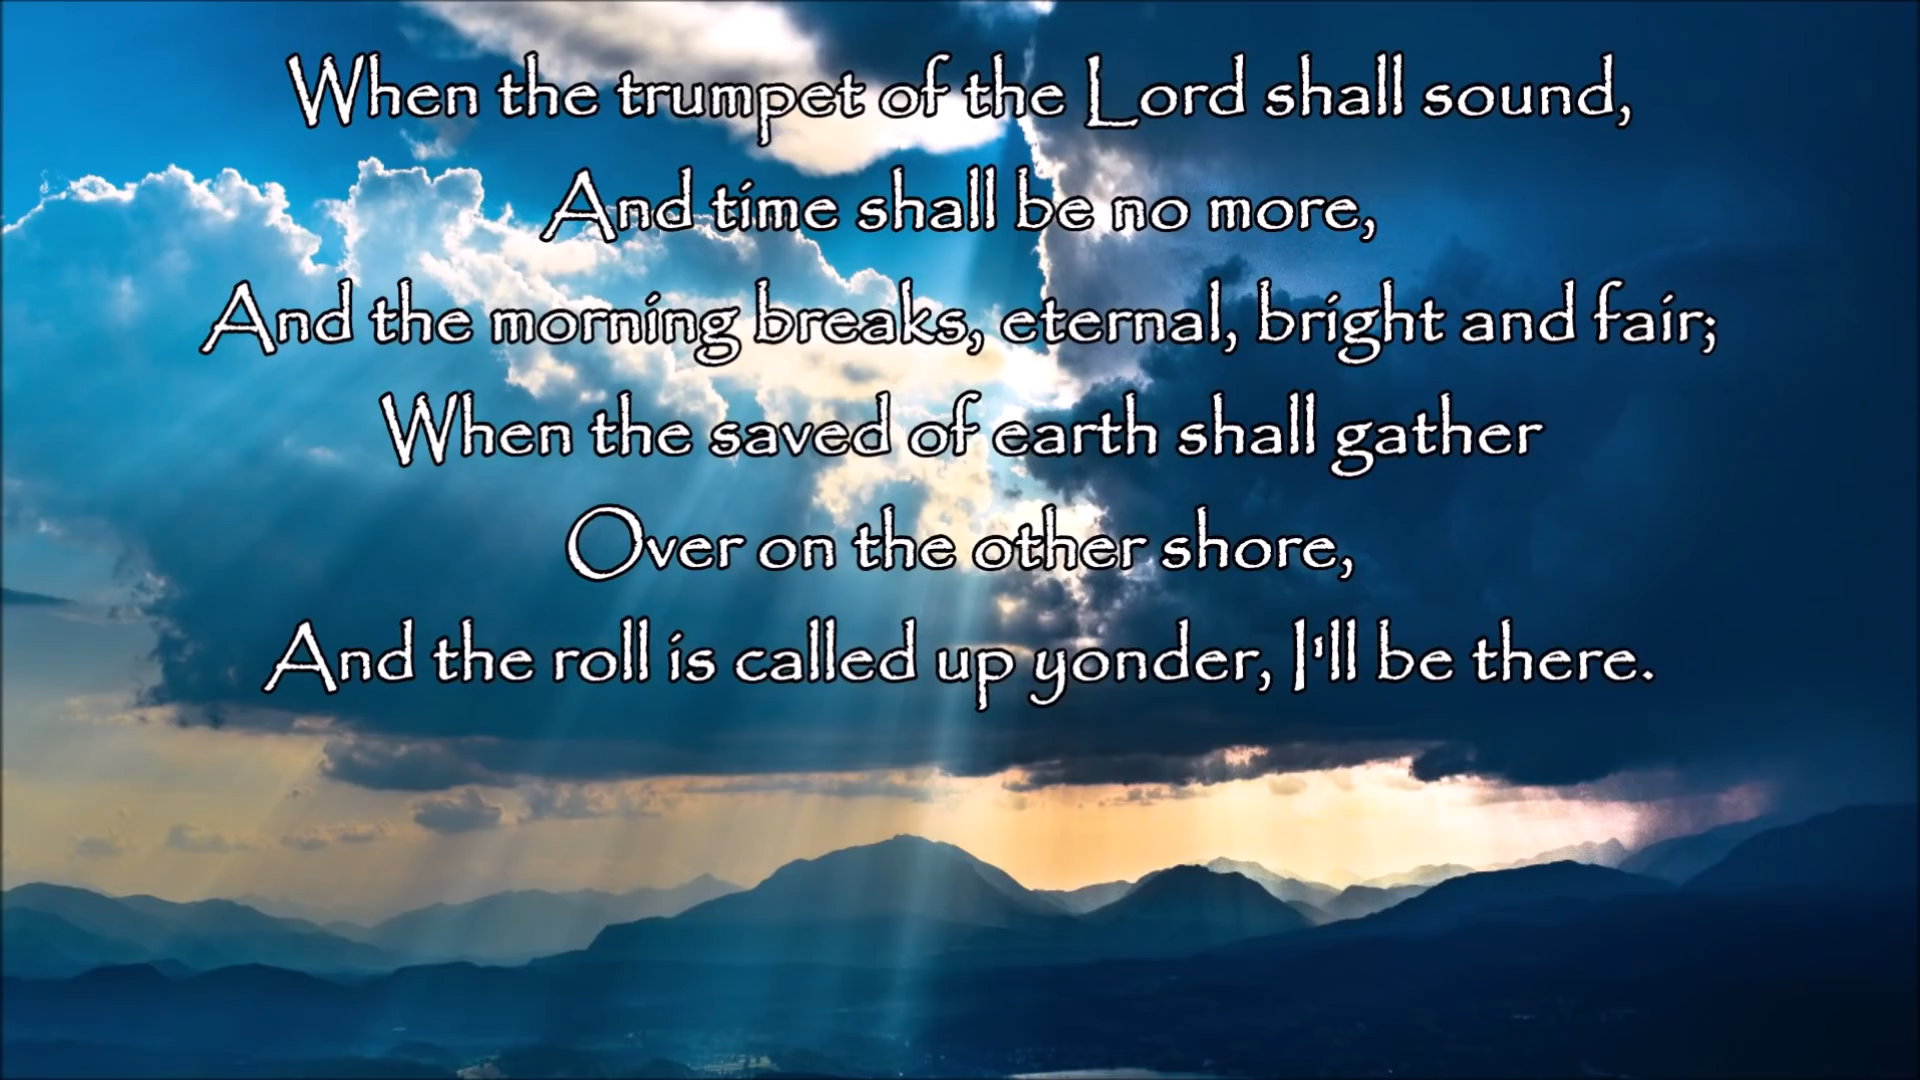 When the trumpet of the Lord shall sound,
And time shall be no more,
And the morning breaks, eternal, bright and fair;
When the saved of earth shall gather
Over on the other shore,
And the roll is called up yonder, I'll be there.